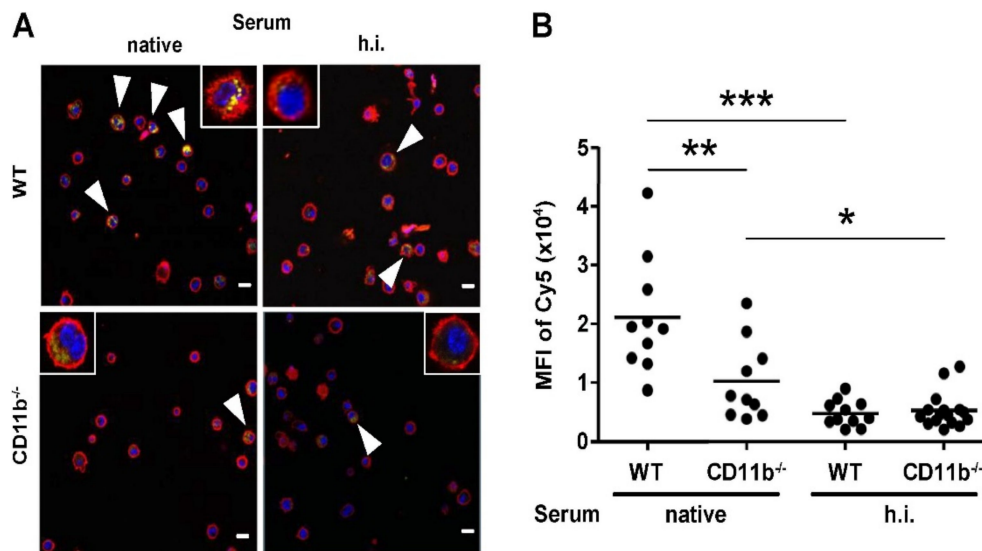 A
Serum
native h.i.
WT
CD11b⁻/⁻
B
***
**
*
MFI of Cy5 (x10⁴)
5
4
3
2
1
0
WT CD11b⁻/⁻ WT CD11b⁻/⁻
Serum native h.i.